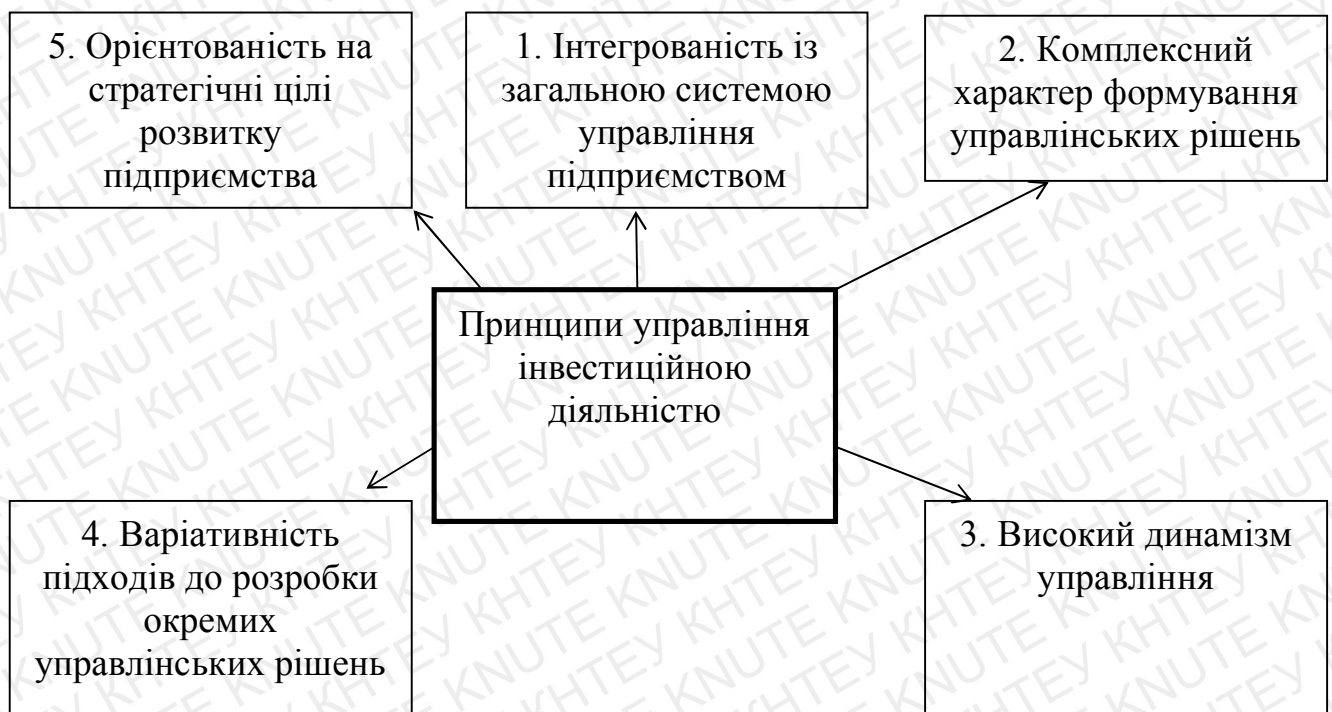 5. Орієнтованість на
стратегічні цілі
розвитку
підприємства
1. Інтегрованість із
загальною системою
управління
підприємством
2. Комплексний
характер формування
управлінських рішень
Принципи управління
інвестиційною
діяльністю
4. Варіативність
підходів до розробки
окремих
управлінських рішень
3. Високий динамізм
управління